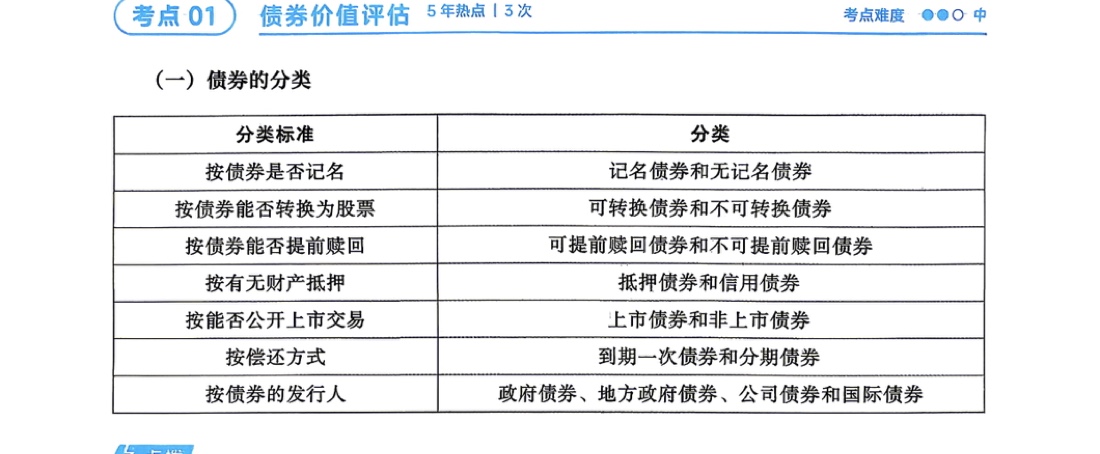 考点 01 债券价值评估 5 年热点 | 3 次 考点难度 中
（一）债券的分类
分类标准 分类
按债券是否记名 记名债券和无记名债券
按债券能否转换为股票 可转换债券和不可转换债券
按债券能否提前赎回 可提前赎回债券和不可提前赎回债券
按有无财产抵押 抵押债券和信用债券
按能否公开上市交易 上市债券和非上市债券
按偿还方式 到期一次债券和分期债券
按债券的发行人 政府债券、地方政府债券、公司债券和国际债券